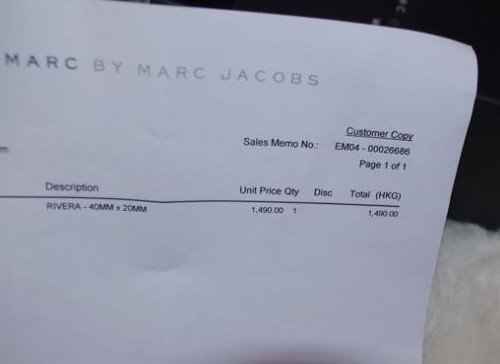 MARC BY MARC JACOBS
Customer Copy
Sales Memo No.: EM04 - 00026686
Page 1 of 1
m
Description Unit Price Qty Disc Total (HKG)
RIVERA - 40MM x 20MM 1,490.00 1 1,490.00